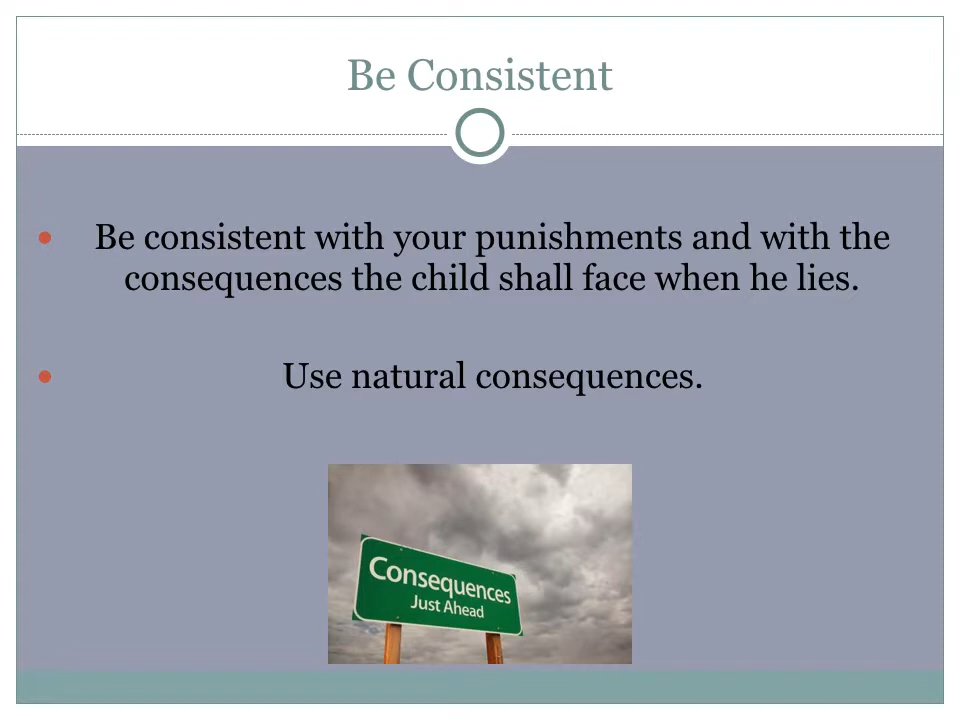 Be Consistent
Be consistent with your punishments and with the
consequences the child shall face when he lies.
Use natural consequences.
Consequences
Just Ahead